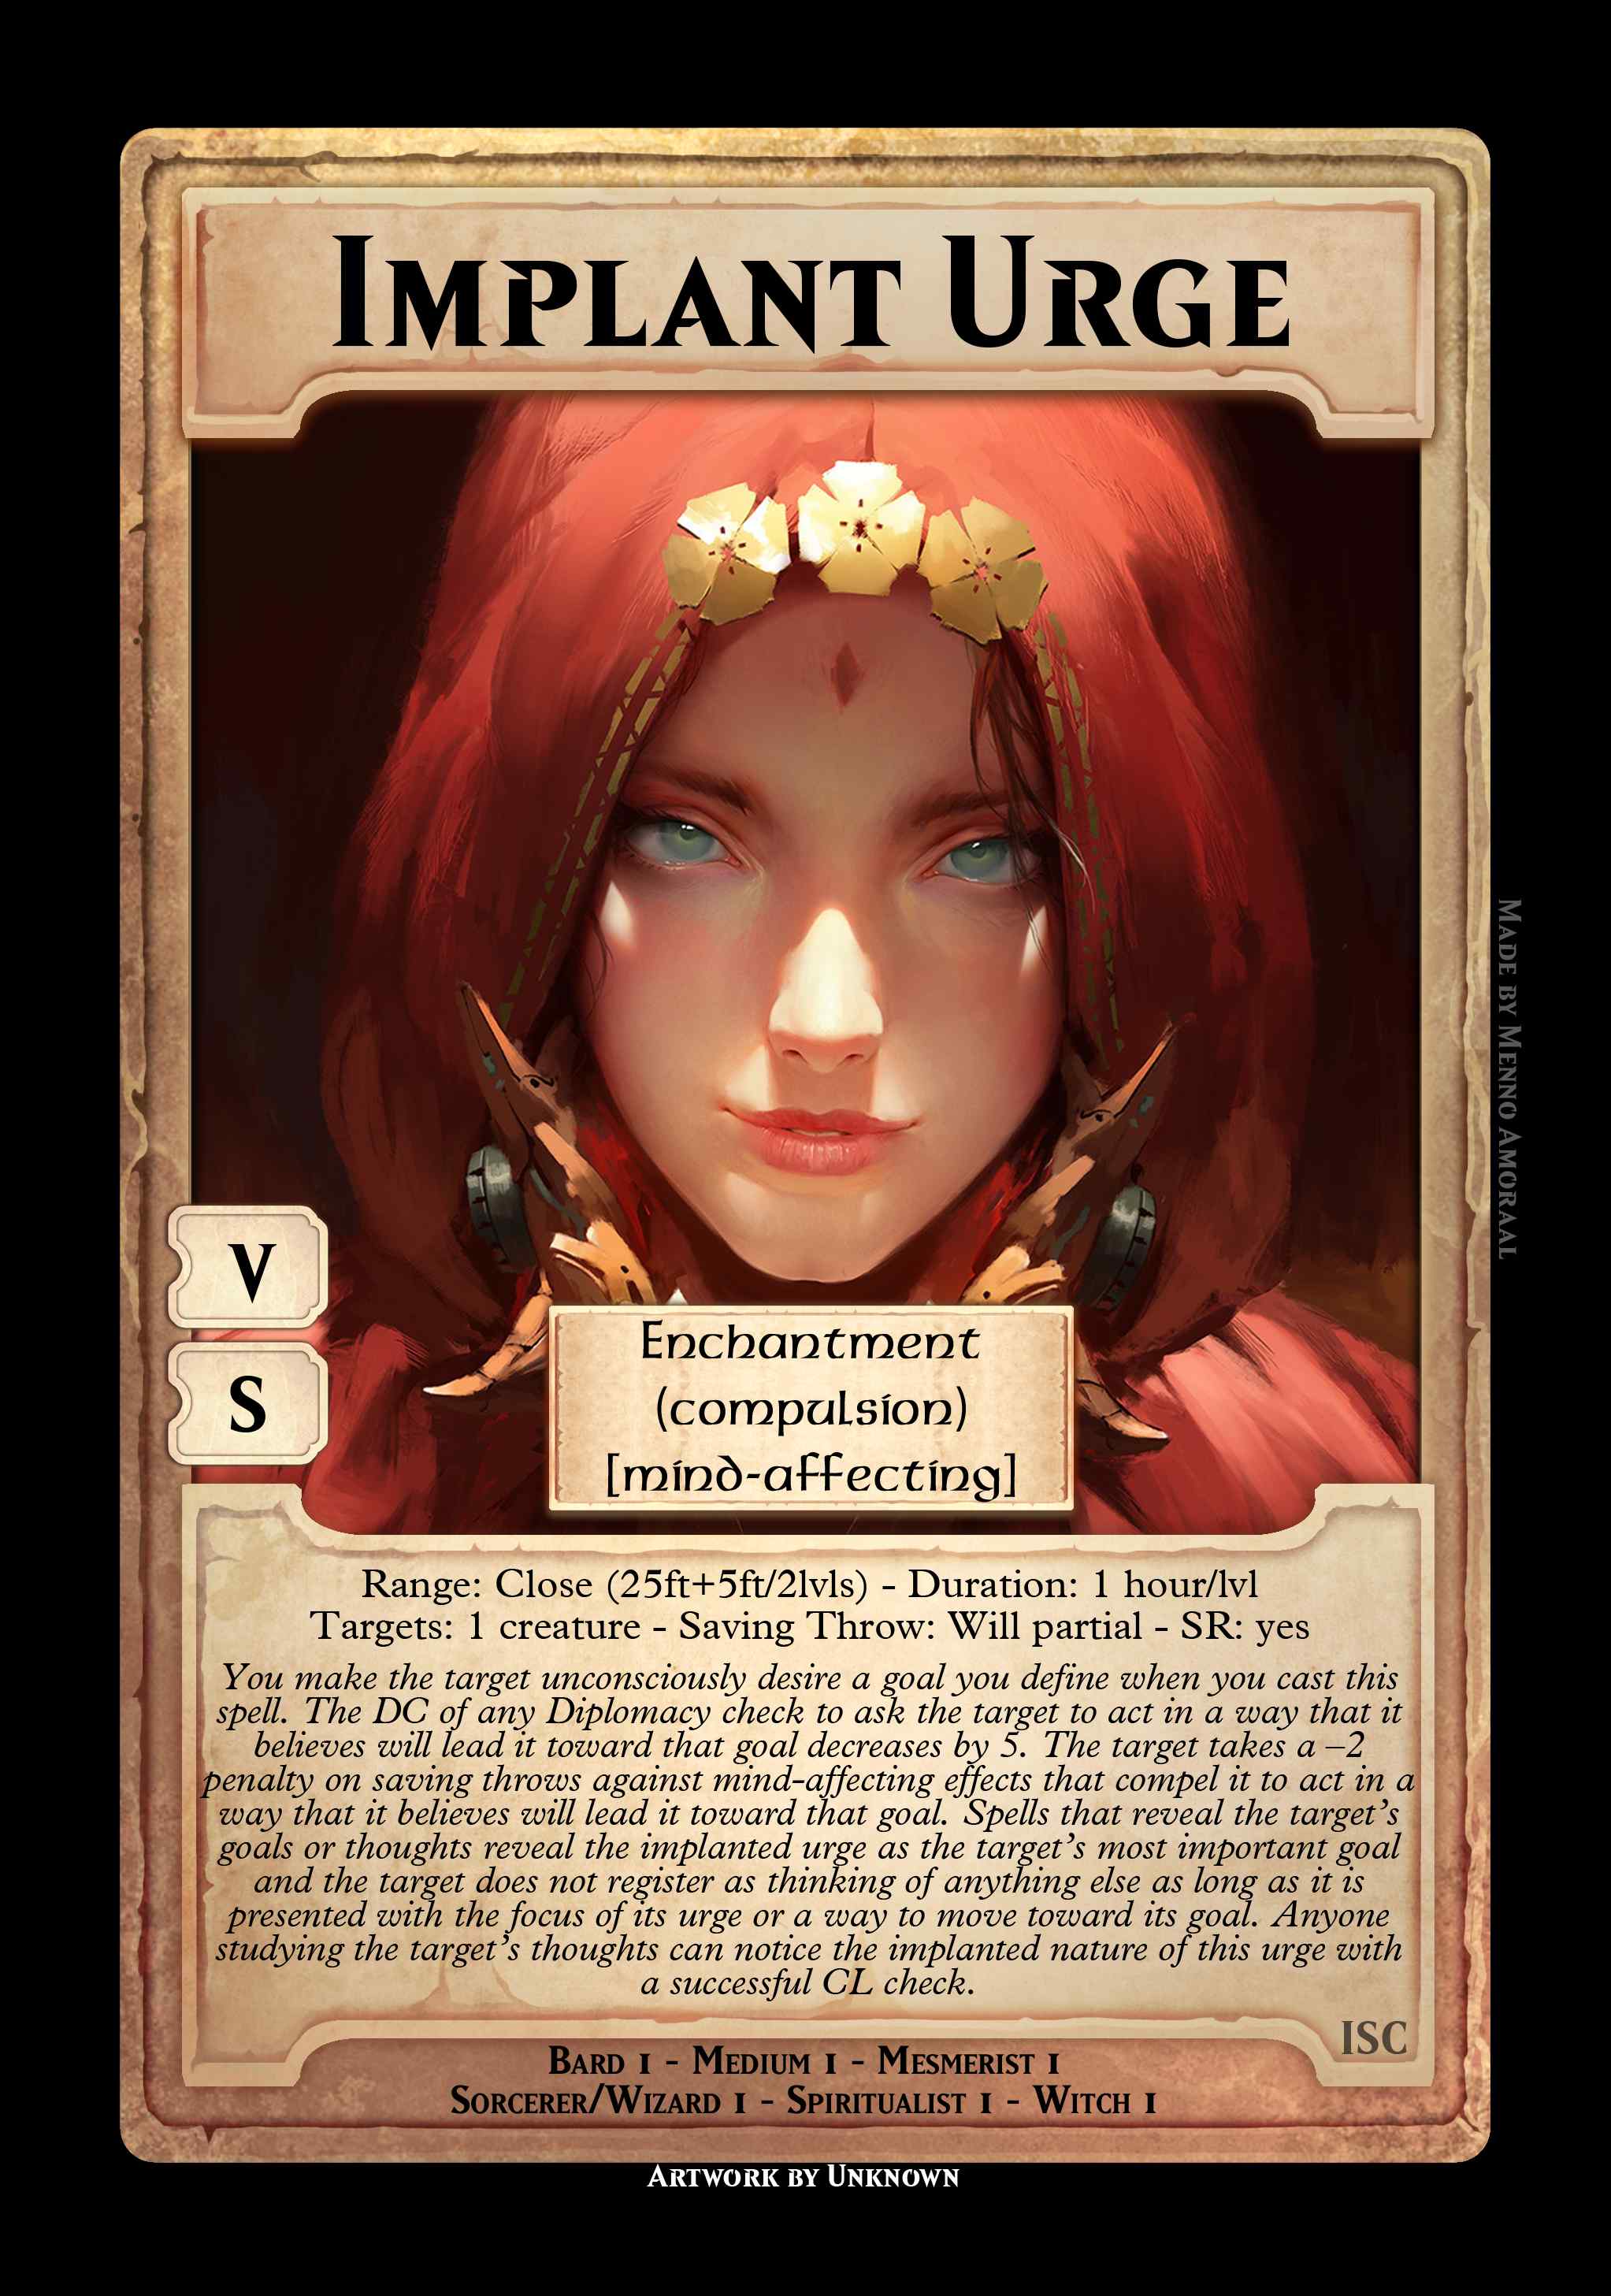 Implant Urge
V
S
Enchantment
(compulsion)
[mind-affecting]
Range: Close (25ft+5ft/2lvls) - Duration: 1 hour/lvl
Targets: 1 creature - Saving Throw: Will partial - SR: yes
You make the target unconsciously desire a goal you define when you cast this
spell. The DC of any Diplomacy check to ask the target to act in a way that it
believes will lead it toward that goal decreases by 5. The target takes a –2
penalty on saving throws against mind-affecting effects that compel it to act in a
way that it believes will lead it toward that goal. Spells that reveal the target’s
goals or thoughts reveal the implanted urge as the target’s most important goal
and the target does not register as thinking of anything else as long as it is
presented with the focus of its urge or a way to move toward its goal. Anyone
studying the target’s thoughts can notice the implanted nature of this urge with
a successful CL check.
ISC
Bard 1 - Medium 1 - Mesmerist 1
Sorcerer/Wizard 1 - Spiritualist 1 - Witch 1
Artwork by Unknown
Made by Menno Amoraal